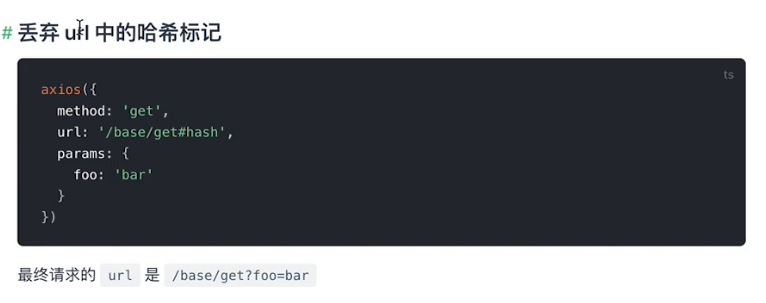 # 丢弃 url 中的哈希标记
ts
axios({
  method: 'get',
  url: '/base/get#hash',
  params: {
    foo: 'bar'
  }
})
最终请求的 url 是 /base/get?foo=bar